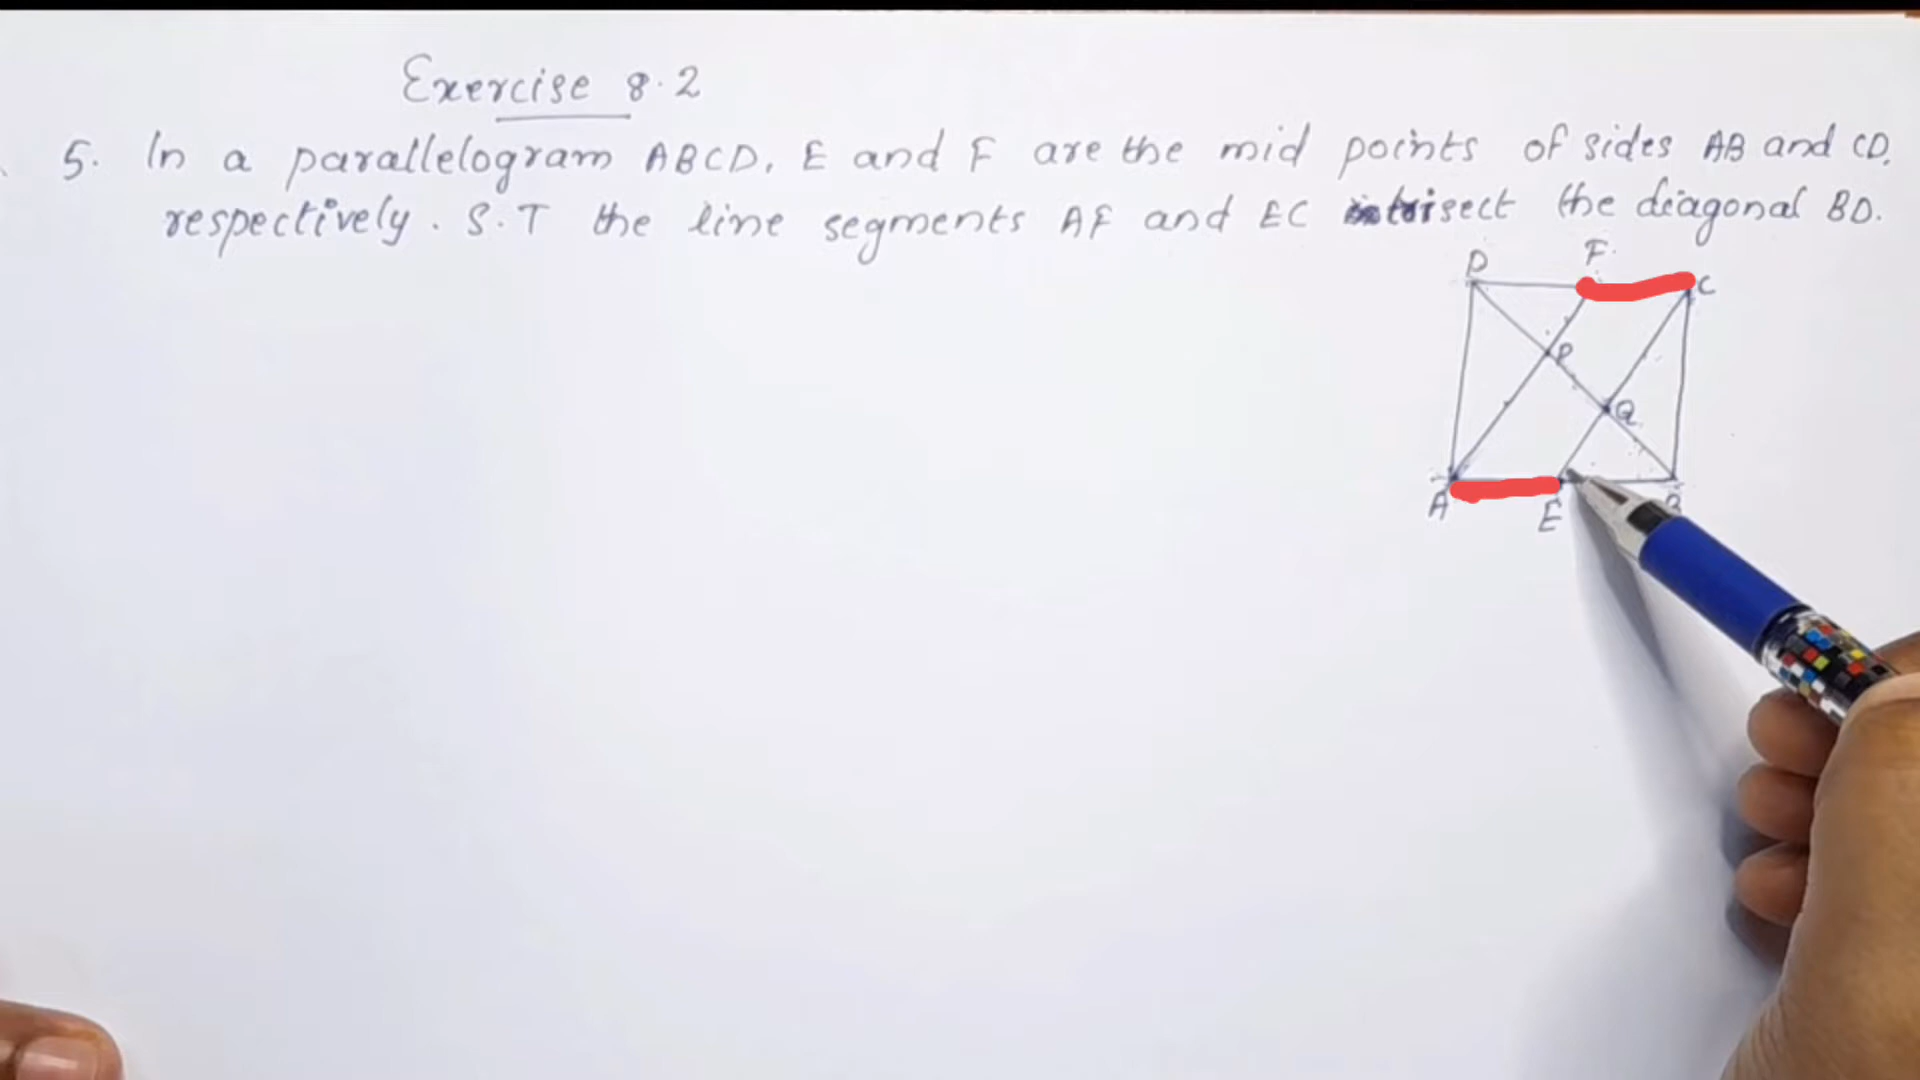 Exercise 8.2
5. In a parallelogram ABCD, E and F are the mid points of sides AB and CD,
respectively. S.T the line segments AF and EC the diagonal BD.
D F
C
P
Q
A E B